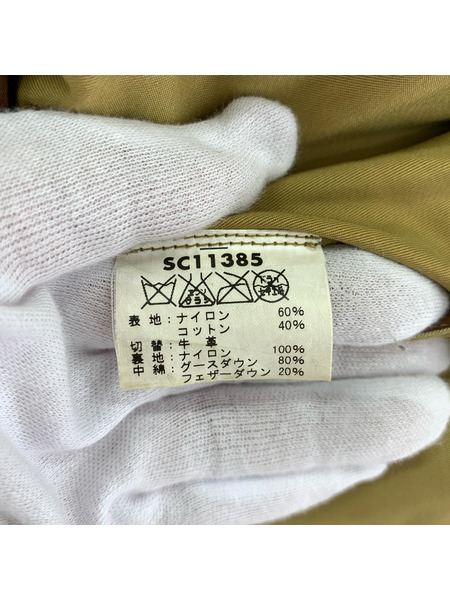 SC11385
表 地 : ナイロン 60%
コットン 40%
切 替 : 牛 革
裏 地 : ナイロン 100%
中 綿 : グースダウン 80%
フェザーダウン 20%